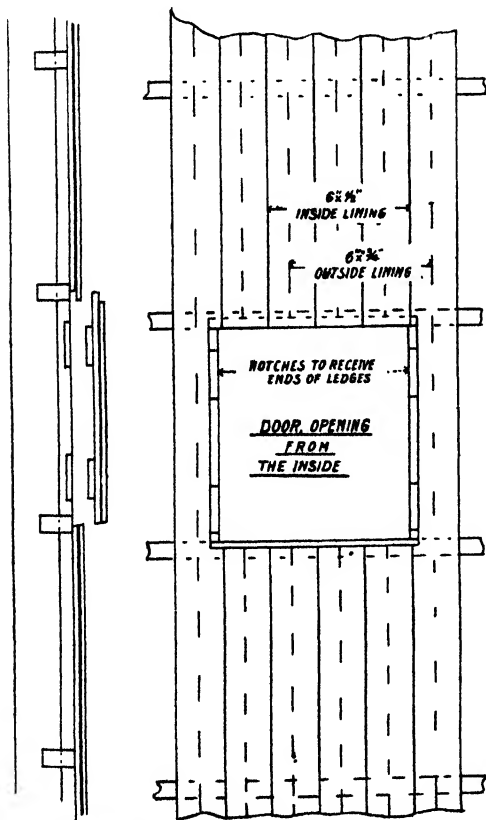 6"x½"
INSIDE LINING
6"x¾"
OUTSIDE LINING
NOTCHES TO RECEIVE
ENDS OF LEDGES
DOOR, OPENING
FROM
THE INSIDE